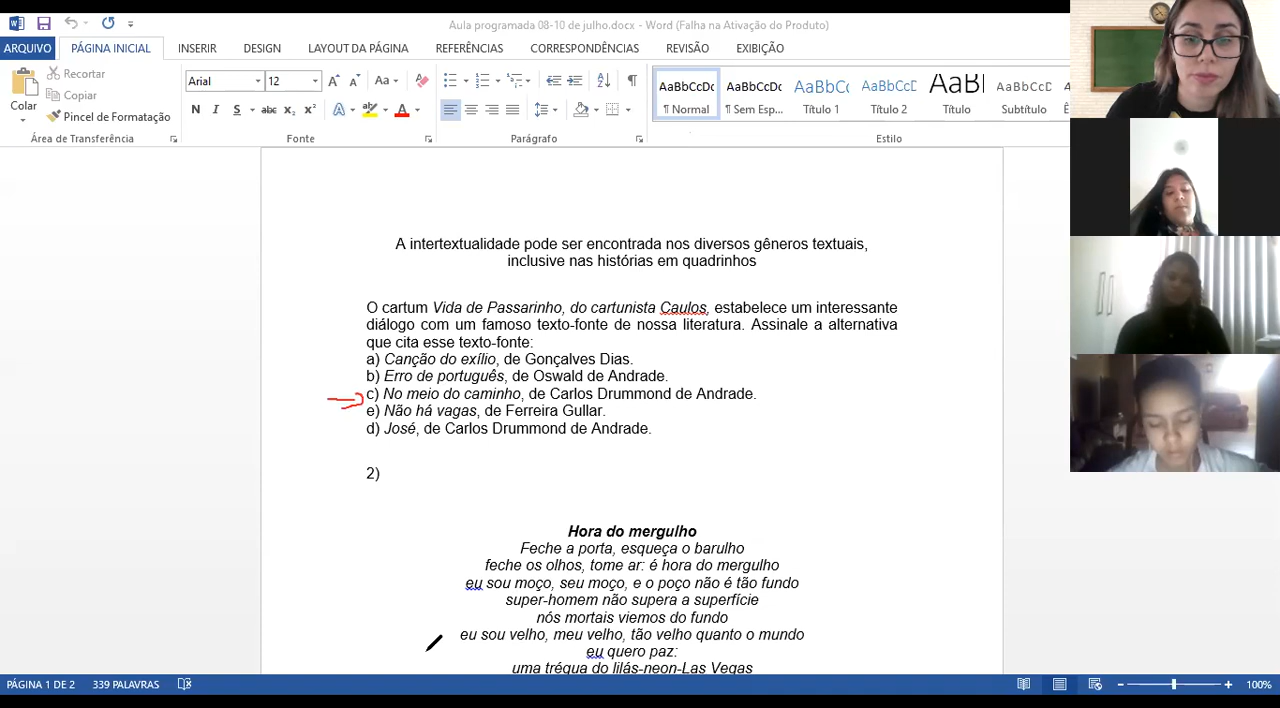 Aula programada 08-10 de julho.docx - Word (Falha na Ativação do Produto)
ARQUIVO PÁGINA INICIAL INSERIR DESIGN LAYOUT DA PÁGINA REFERÊNCIAS CORRESPONDÊNCIAS REVISÃO EXIBIÇÃO
Colar
Recortar
Copiar
Pincel de Formatação
Área de Transferência
Arial 12
N I S abc x₂ x²
Fonte
Parágrafo
AaBbCcDc AaBbCcDc AaBbCc AaBbCcD AaB AaBbCcD
¶ Normal ¶ Sem Esp... Título 1 Título 2 Título Subtítulo
Estilo
A intertextualidade pode ser encontrada nos diversos gêneros textuais,
inclusive nas histórias em quadrinhos
O cartum Vida de Passarinho, do cartunista Caulos, estabelece um interessante
diálogo com um famoso texto-fonte de nossa literatura. Assinale a alternativa
que cita esse texto-fonte:
a) Canção do exílio, de Gonçalves Dias.
b) Erro de português, de Oswald de Andrade.
c) No meio do caminho, de Carlos Drummond de Andrade.
e) Não há vagas, de Ferreira Gullar.
d) José, de Carlos Drummond de Andrade.
2)
Hora do mergulho
Feche a porta, esqueça o barulho
feche os olhos, tome ar: é hora do mergulho
eu sou moço, seu moço, e o poço não é tão fundo
super-homem não supera a superfície
nós mortais viemos do fundo
eu sou velho, meu velho, tão velho quanto o mundo
eu quero paz:
uma trégua do lilás-neon-Las Vegas
PÁGINA 1 DE 2 339 PALAVRAS 100%